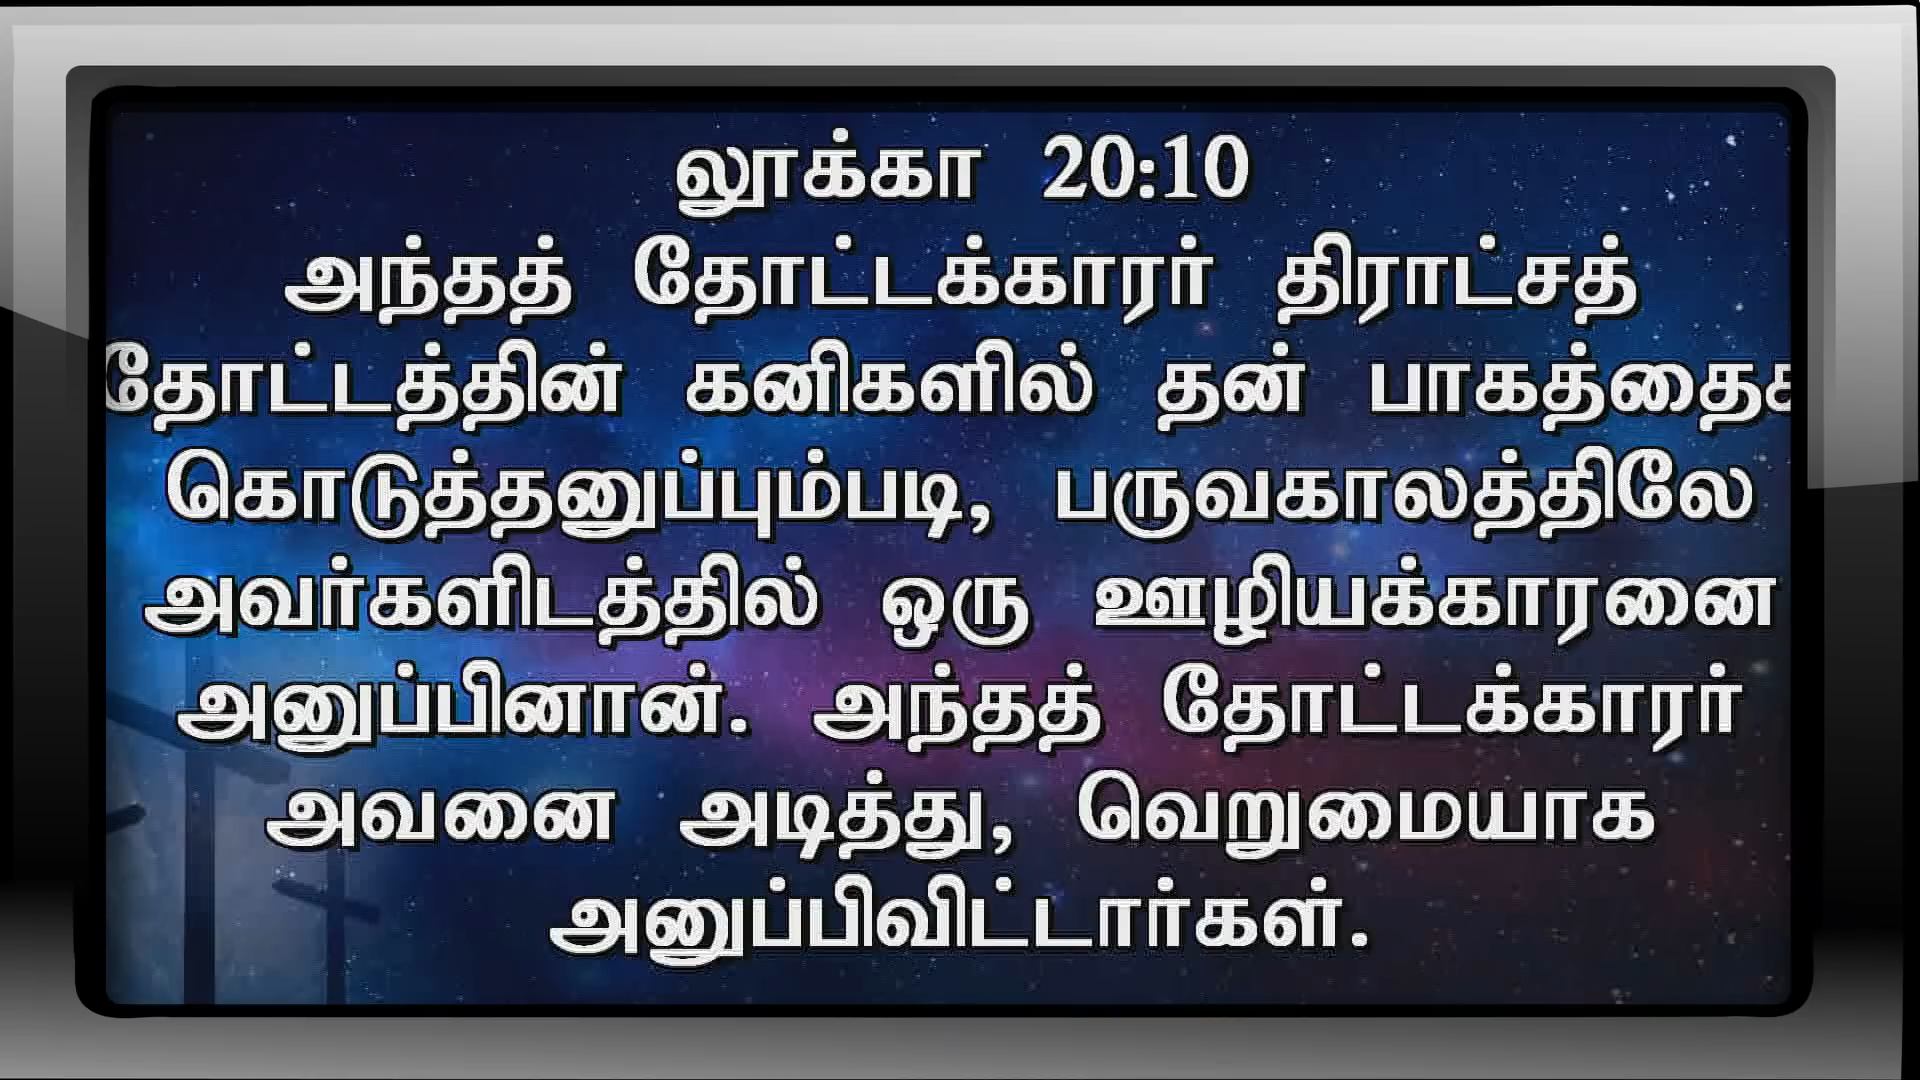 லூக்கா 20:10
அந்தத் தோட்டக்காரர் திராட்சத்
தோட்டத்தின் கனிகளில் தன் பாகத்தைக
கொடுத்தனுப்பும்படி, பருவகாலத்திலே
அவர்களிடத்தில் ஒரு ஊழியக்காரனை
அனுப்பினான். அந்தத் தோட்டக்காரர்
அவனை அடித்து, வெறுமையாக
அனுப்பிவிட்டார்கள்.